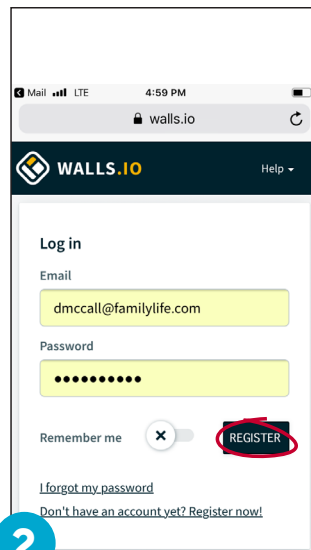 Mail LTE 4:59 PM
walls.io
WALLS.IO Help
Log in
Email
dmccall@familylife.com
Password
••••••••••
Remember me REGISTER
I forgot my password
Don't have an account yet? Register now!
2